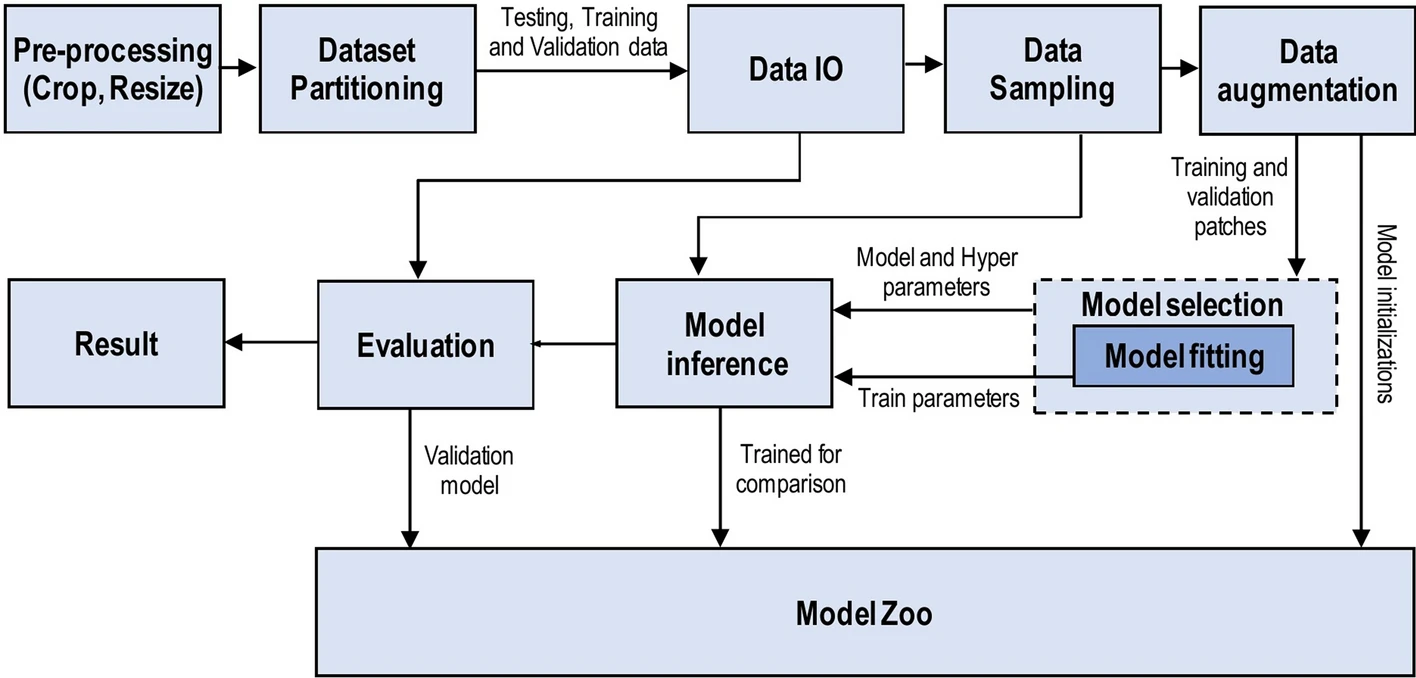 Pre-processing
(Crop, Resize)
Dataset
Partitioning
Testing, Training
and Validation data
Data IO
Data
Sampling
Data
augmentation
Training and
validation
patches
Model initializations
Result
Evaluation
Model
inference
Model and Hyper
parameters
Model selection
Model fitting
Train parameters
Validation
model
Trained for
comparison
Model Zoo